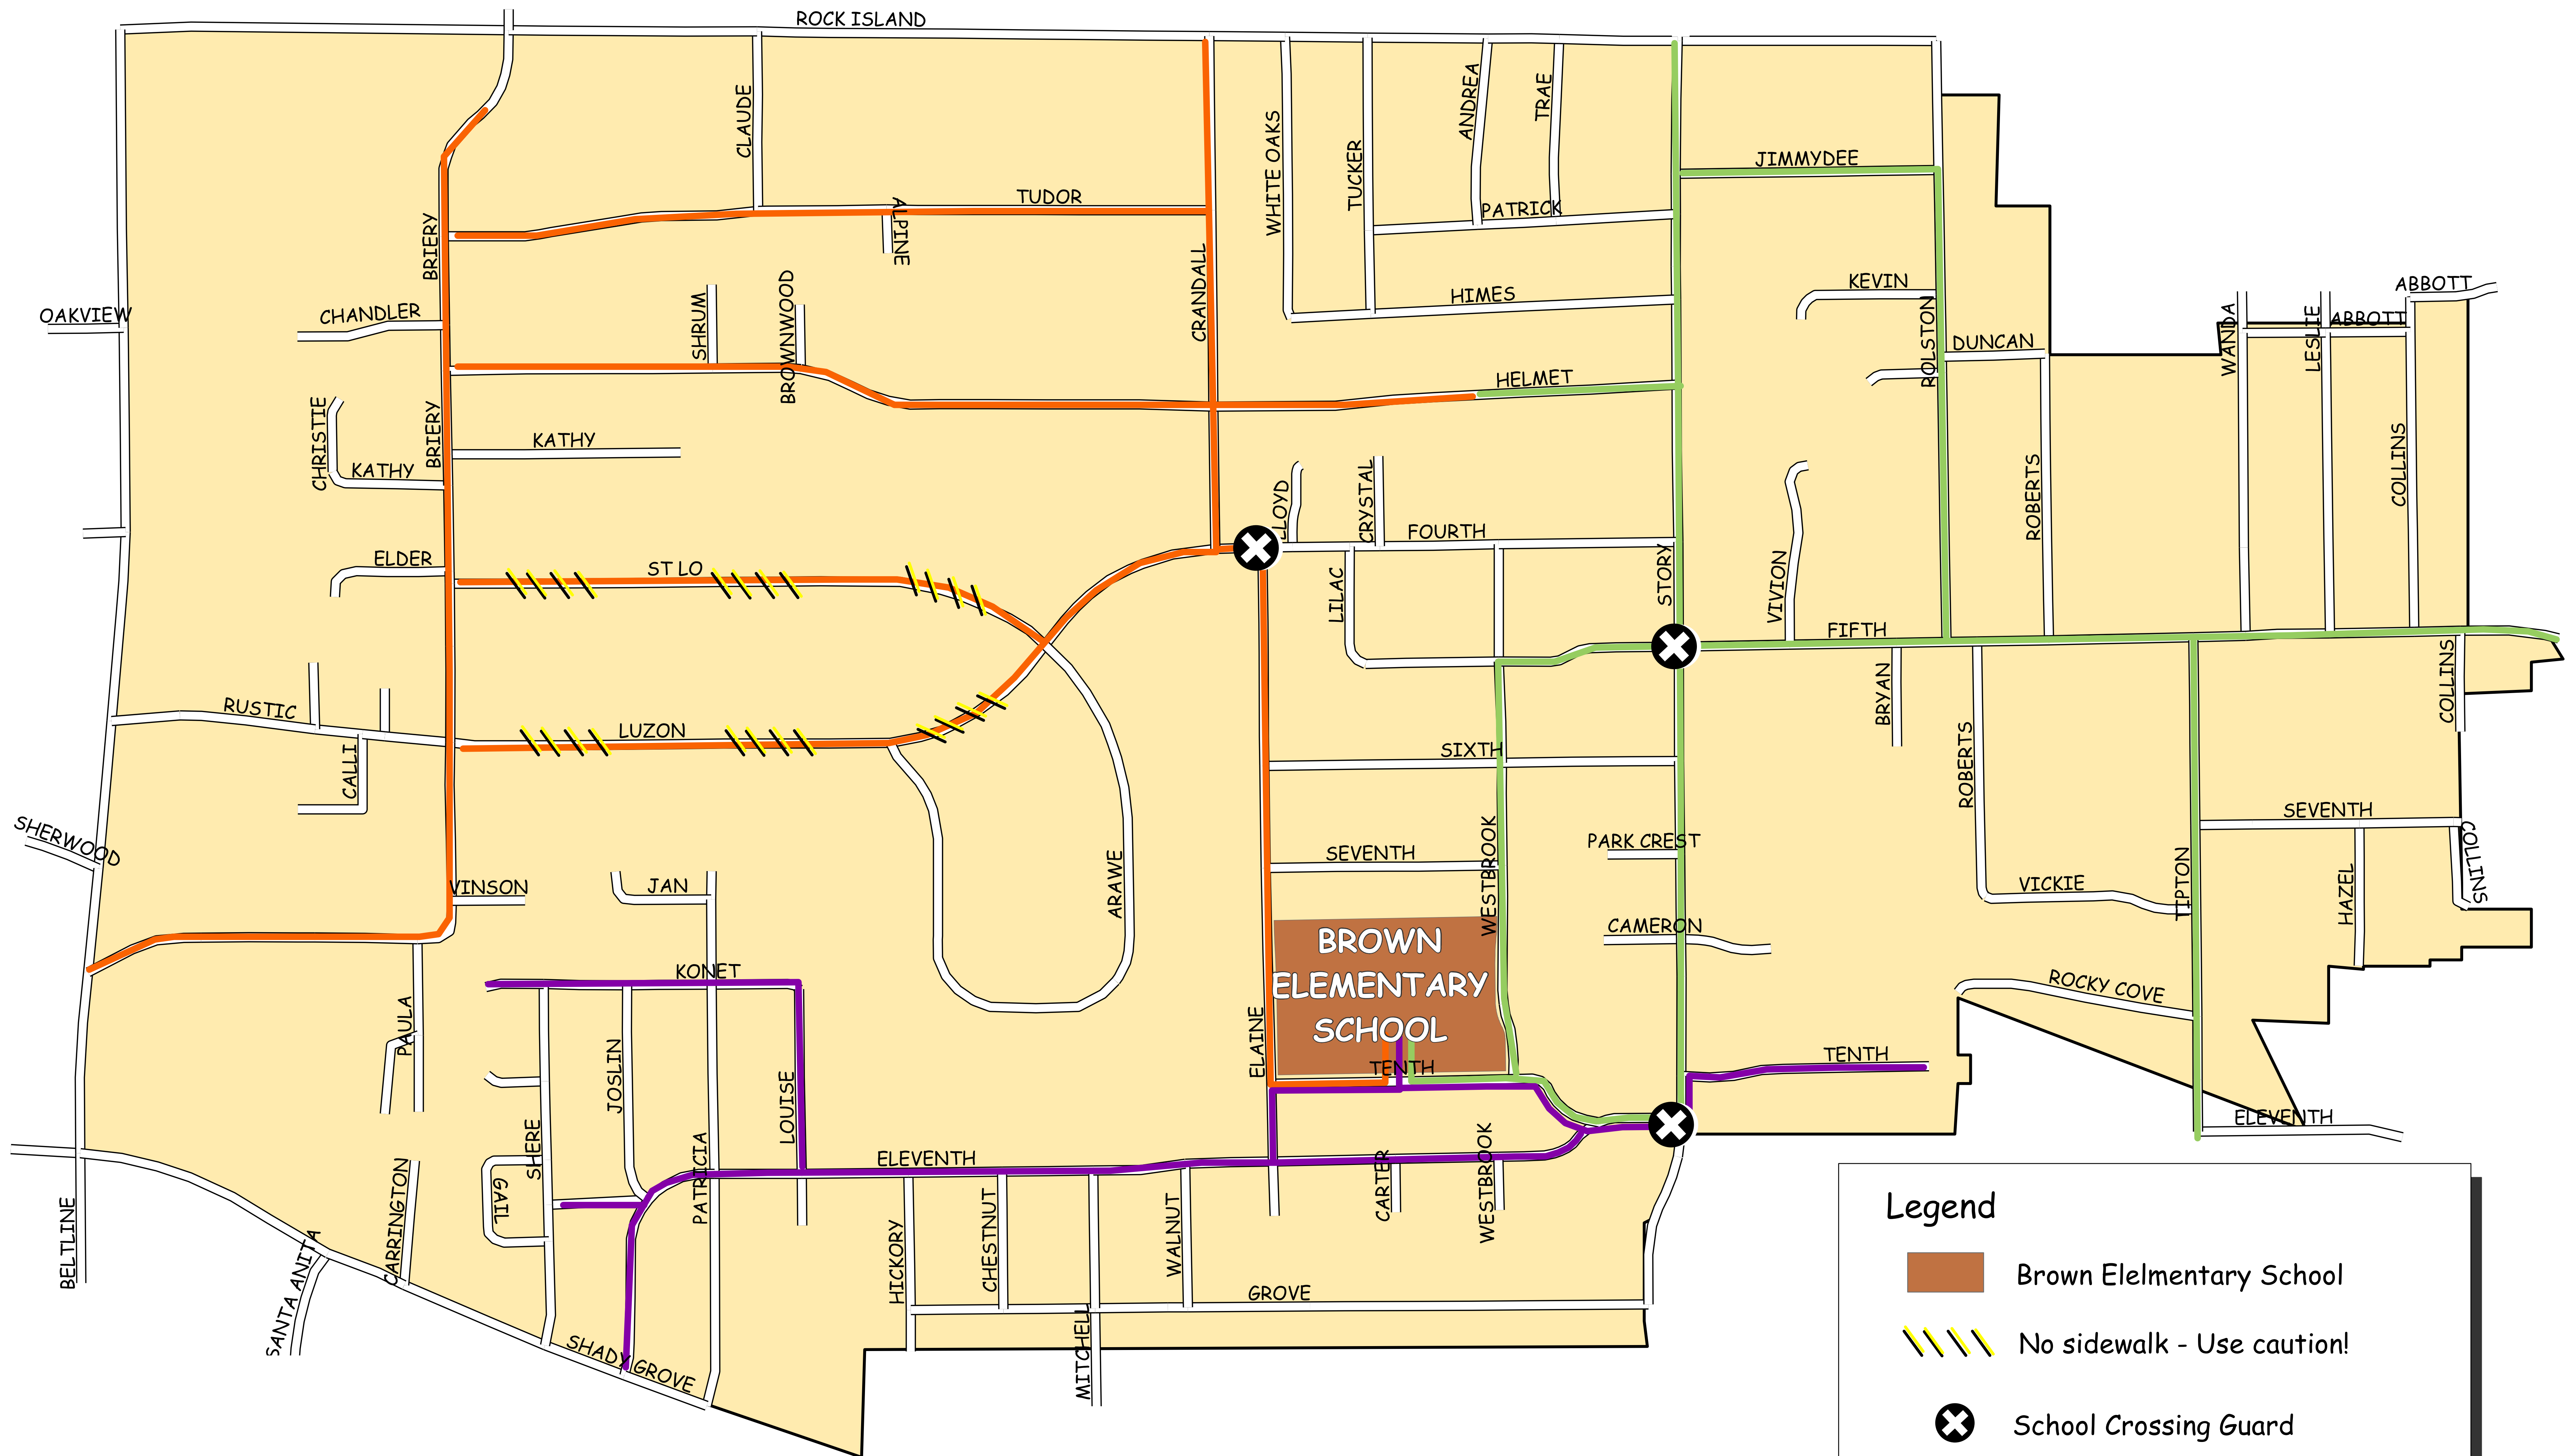 ROCK ISLAND
CLAUDE
WHITE OAKS
TUCKER
ANDREA
TRAE
JIMMYDEE
TUDOR
ALPINE
PATRICK
BRIERY
CRANDALL
OAKVIEW
CHANDLER
SHRUM
BROWNWOOD
HIMES
KEVIN
ROLSTON
DUNCAN
WANDA
LESLIE
ABBOTT
ABBOTT
HELMET
CHRISTIE
BRIERY
KATHY
KATHY
LLOYD
CRYSTAL
FOURTH
ROBERTS
COLLINS
ELDER
ST LO
LILAC
STORY
VIVION
FIFTH
RUSTIC
LUZON
CALLI
SIXTH
BRYAN
ROBERTS
COLLINS
SHERWOOD
VINSON
JAN
ARAWE
SEVENTH
WESTBROOK
PARK CREST
CAMERON
VICKIE
TIPTON
SEVENTH
HAZEL
COLLINS
BROWN
ELEMENTARY
SCHOOL
KONET
PAULA
JOSLIN
LOUISE
ELAINE
TENTH
TENTH
ROCKY COVE
ELEVENTH
SHERE
GAIL
PATRICIA
ELEVENTH
CARTER
WESTBROOK
BELTLINE
SANTA ANITA
CARRINGTON
HICKORY
CHESTNUT
WALNUT
GROVE
MITCHELL
SHADY GROVE
Legend
Brown Elelmentary School
No sidewalk - Use caution!
School Crossing Guard